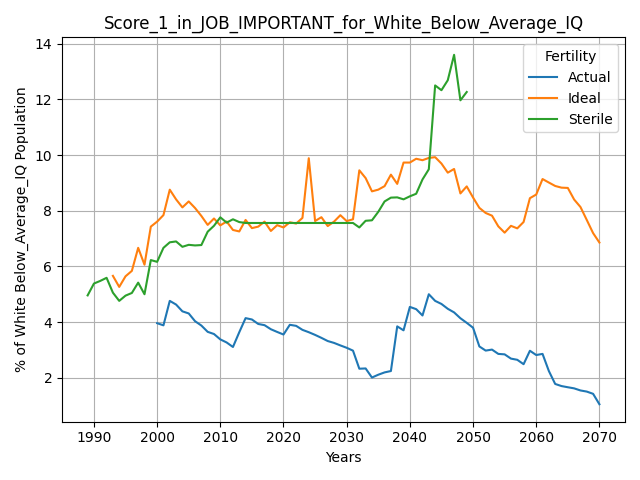 Score_1_in_JOB_IMPORTANT_for_White_Below_Average_IQ
% of White Below_Average_IQ Population
14
12
10
8
6
4
2
Fertility
Actual
Ideal
Sterile
1990
2000
2010
2020
2030
2040
2050
2060
2070
Years